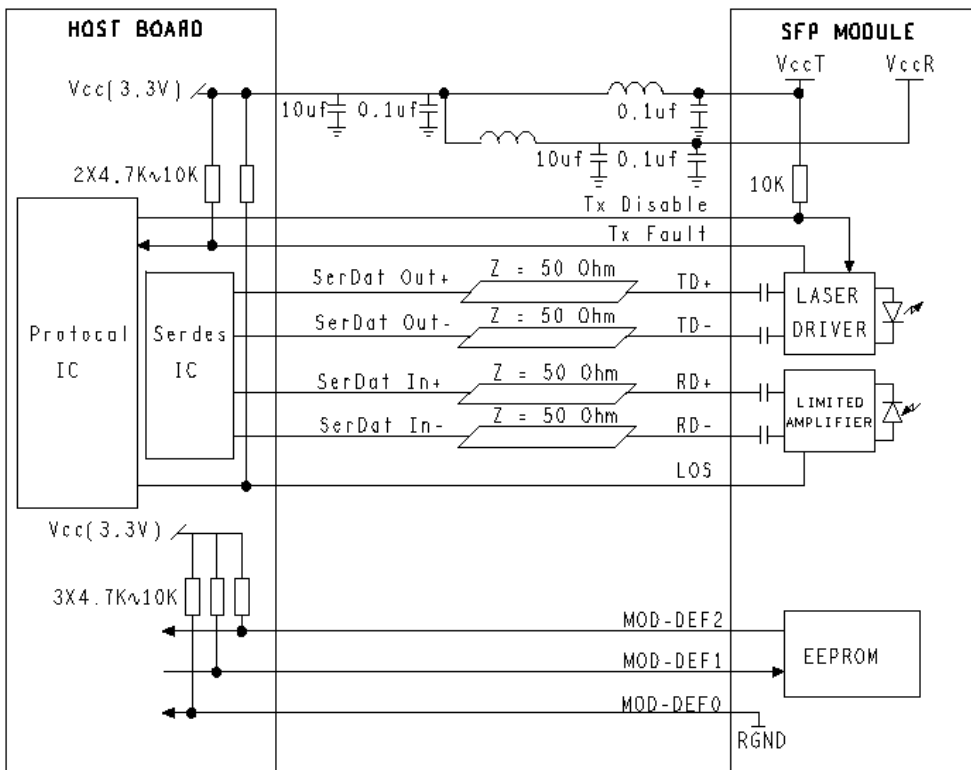 HOST BOARD
SFP MODULE
VccT
VccR
Vcc(3.3V)
10uf
0.1uf
0.1uf
10uf
0.1uf
2X4.7K~10K
10K
Tx Disable
Tx Fault
Z = 50 Ohm
SerDat Out+
TD+
Z = 50 Ohm
SerDat Out-
TD-
LASER
DRIVER
Protocal
IC
Serdes
IC
Z = 50 Ohm
SerDat In+
RD+
Z = 50 Ohm
SerDat In-
RD-
LIMITED
AMPLIFIER
LOS
Vcc(3.3V)
3X4.7K~10K
MOD-DEF2
MOD-DEF1
EEPROM
MOD-DEF0
RGND